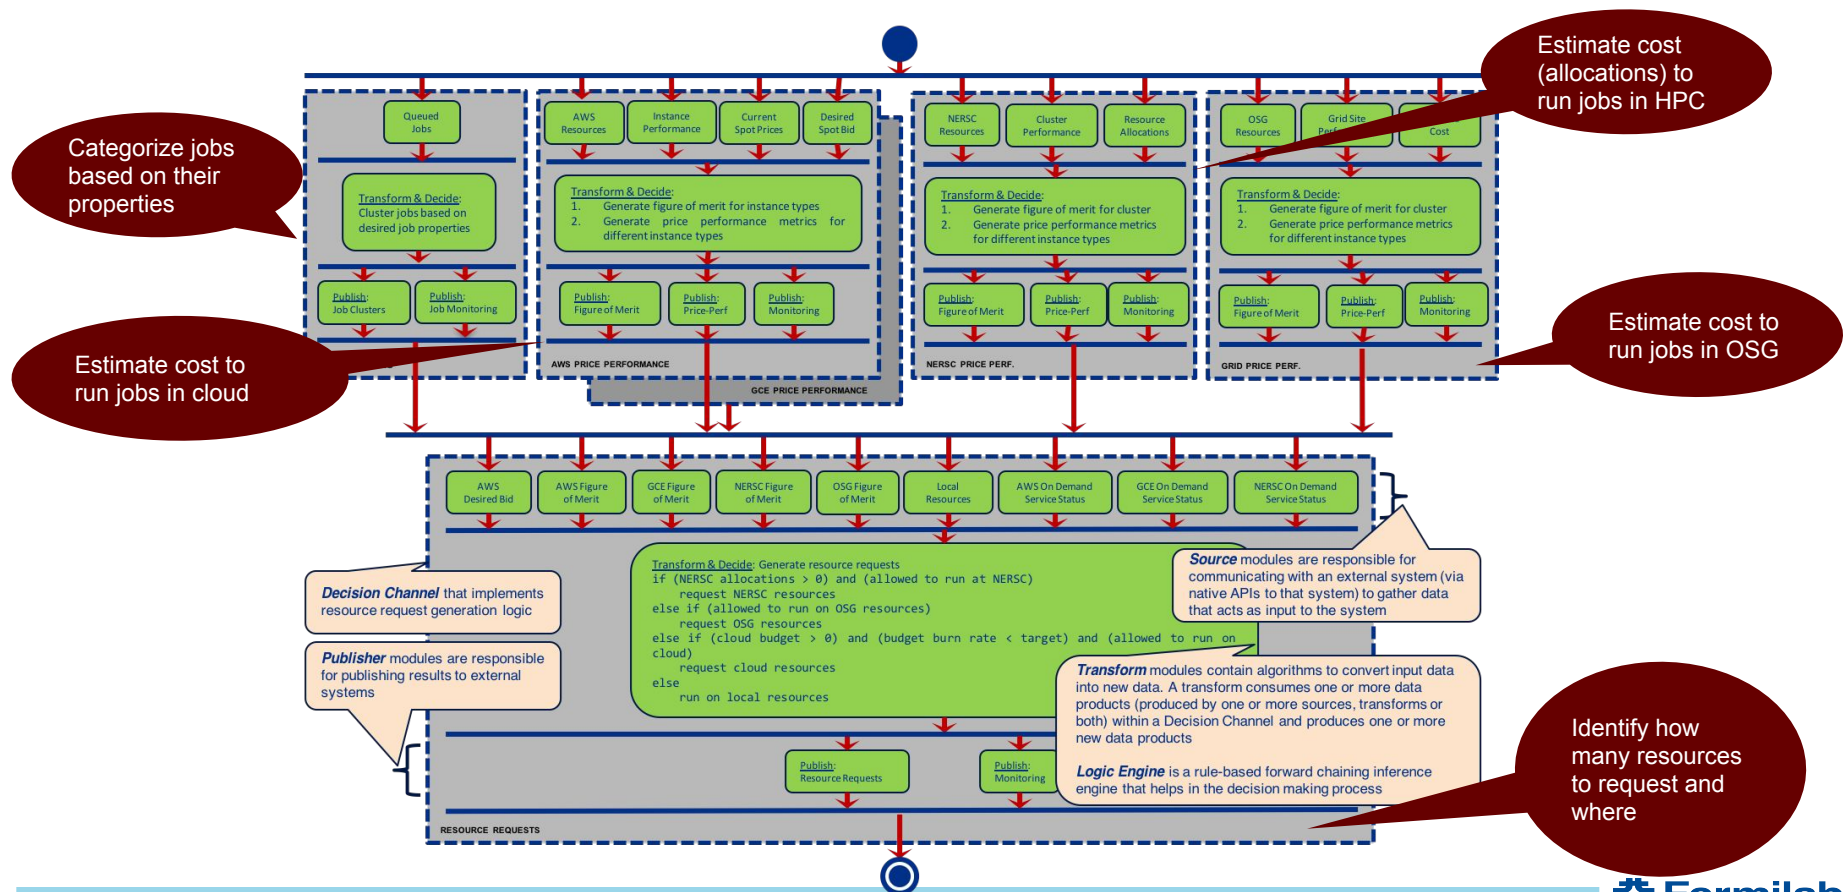 Estimate cost
(allocations) to
run jobs in HPC
Categorize jobs
based on their
properties
Queued
Jobs
Transform & Decide:
Cluster jobs based on
desired job properties
Publish:
Job Clusters
Publish:
Job Monitoring
AWS
Resources
Instance
Performance
Current
Spot Prices
Desired
Spot Bid
Transform & Decide:
1. Generate figure of merit for instance types
2. Generate price performance metrics for
different instance types
Publish:
Figure of Merit
Publish:
Price-Perf
Publish:
Monitoring
AWS PRICE PERFORMANCE
GCE PRICE PERFORMANCE
NERSC
Resources
Cluster
Performance
Resource
Allocations
Transform & Decide:
1. Generate figure of merit for cluster
2. Generate price performance metrics
for different instance types
Publish:
Figure of Merit
Publish:
Price-Perf
Publish:
Monitoring
NERSC PRICE PERF.
OSG
Resources
Grid Site
Cost
Transform & Decide:
1. Generate figure of merit for cluster
2. Generate price performance metrics
for different instance types
Publish:
Figure of Merit
Publish:
Price-Perf
Publish:
Monitoring
GRID PRICE PERF.
Estimate cost to
run jobs in cloud
Estimate cost to
run jobs in OSG
AWS
Desired Bid
AWS Figure
of Merit
GCE Figure
of Merit
NERSC Figure
of Merit
OSG Figure
of Merit
Local
Resources
AWS On Demand
Service Status
GCE On Demand
Service Status
NERSC On Demand
Service Status
Transform & Decide: Generate resource requests
if (NERSC allocations > 0) and (allowed to run at NERSC)
request NERSC resources
else if (allowed to run on OSG resources)
request OSG resources
else if (cloud budget > 0) and (budget burn rate < target) and (allowed to run on
cloud)
request cloud resources
else
run on local resources
Decision Channel that implements
resource request generation logic
Publisher modules are responsible
for publishing results to external
systems
Source modules are responsible for
communicating with an external system (via
native APIs to that system) to gather data
that acts as input to the system
Transform modules contain algorithms to convert input data
into new data. A transform consumes one or more data
products (produced by one or more sources, transforms or
both) within a Decision Channel and produces one or more
new data products
Logic Engine is a rule-based forward chaining inference
engine that helps in the decision making process
Publish:
Resource Requests
Publish:
Monitoring
RESOURCE REQUESTS
Identify how
many resources
to request and
where
Fermilab